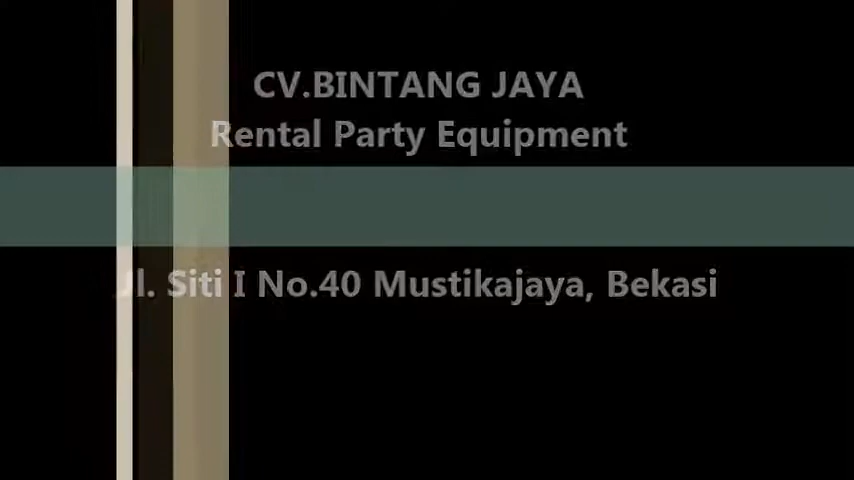 CV.BINTANG JAYA
Rental Party Equipment
Jl. Siti I No.40 Mustikajaya, Bekasi